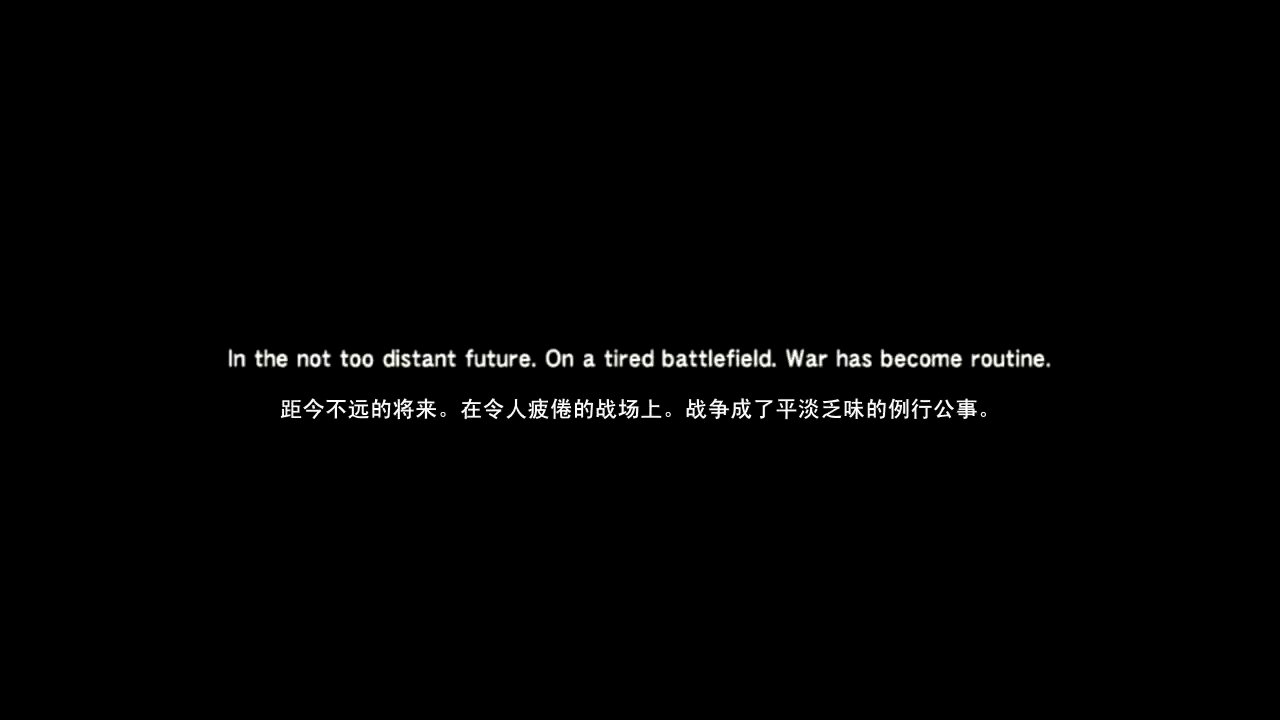 In the not too distant future. On a tired battlefield. War has become routine.
距今不远的将来。在令人疲倦的战场上。战争成了平淡乏味的例行公事。